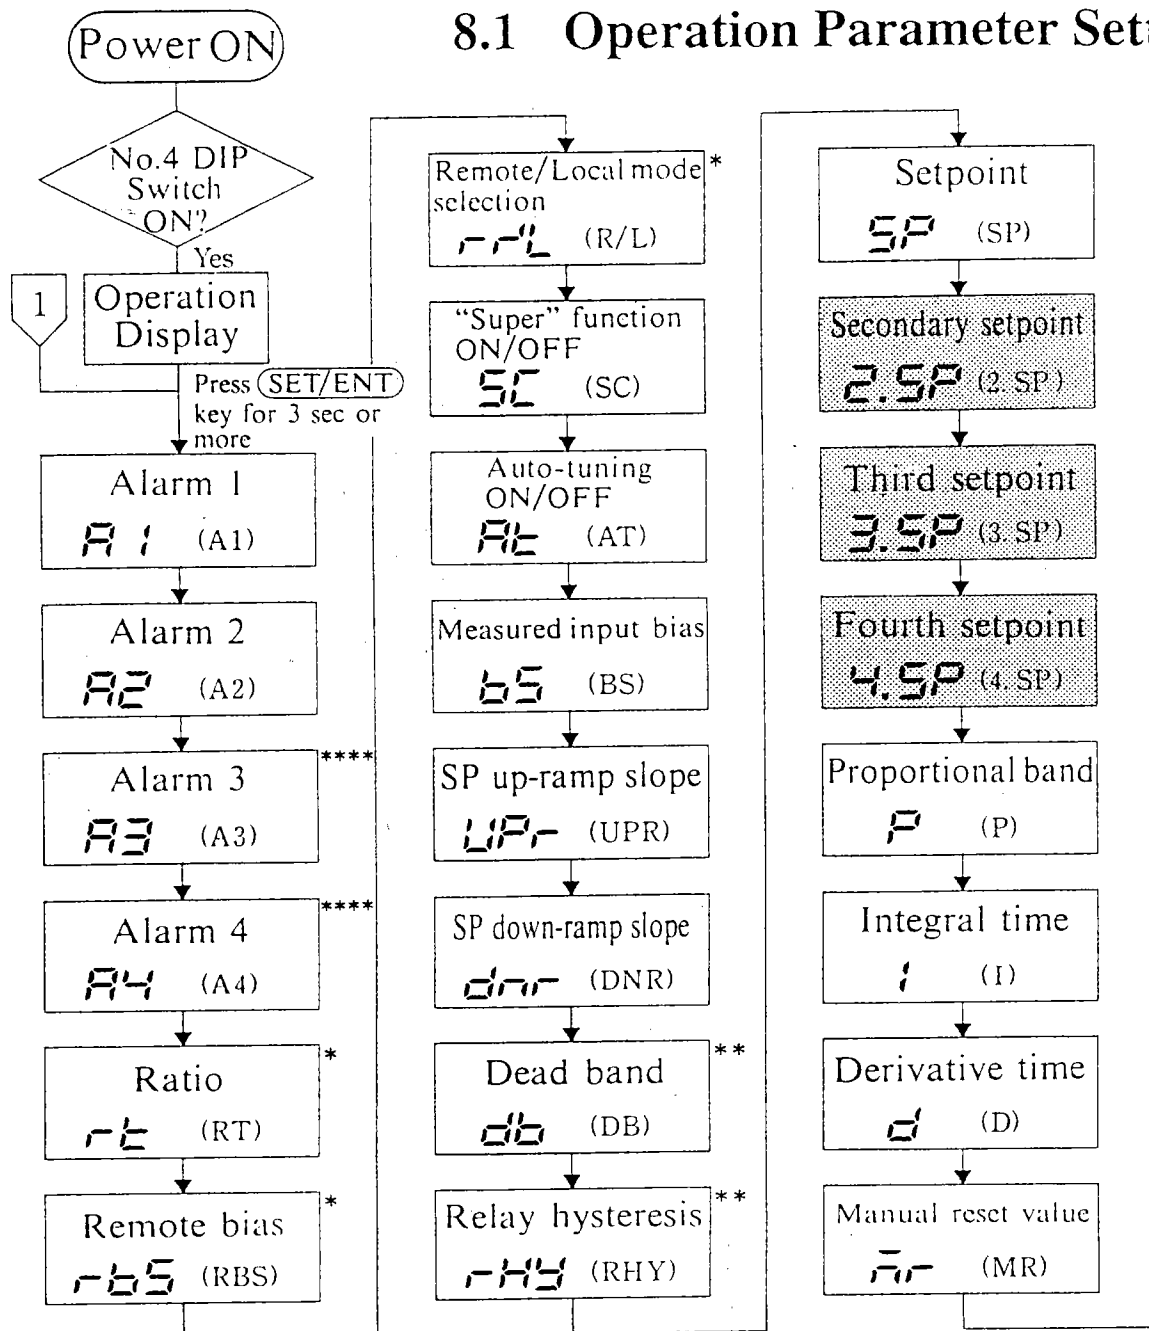 8.1 Operation Parameter Set
Power ON
No.4 DIP
Switch
ON?
Yes
1
Operation
Display
Press SET/ENT
key for 3 sec or
more
Alarm 1
A1 (A1)
Alarm 2
A2 (A2)
Alarm 3 ****
A3 (A3)
Alarm 4 ****
A4 (A4)
Ratio *
rt (RT)
Remote bias *
rbS (RBS)
Remote/Local mode *
selection
rrL (R/L)
“Super” function
ON/OFF
SC (SC)
Auto-tuning
ON/OFF
At (AT)
Measured input bias
bS (BS)
SP up-ramp slope
UPr (UPR)
SP down-ramp slope
dnr (DNR)
Dead band **
db (DB)
Relay hysteresis **
rHY (RHY)
Setpoint
SP (SP)
Secondary setpoint
2.SP (2. SP)
Third setpoint
3.SP (3. SP)
Fourth setpoint
4.SP (4. SP)
Proportional band
P (P)
Integral time
I (I)
Derivative time
d (D)
Manual reset value
r (MR)